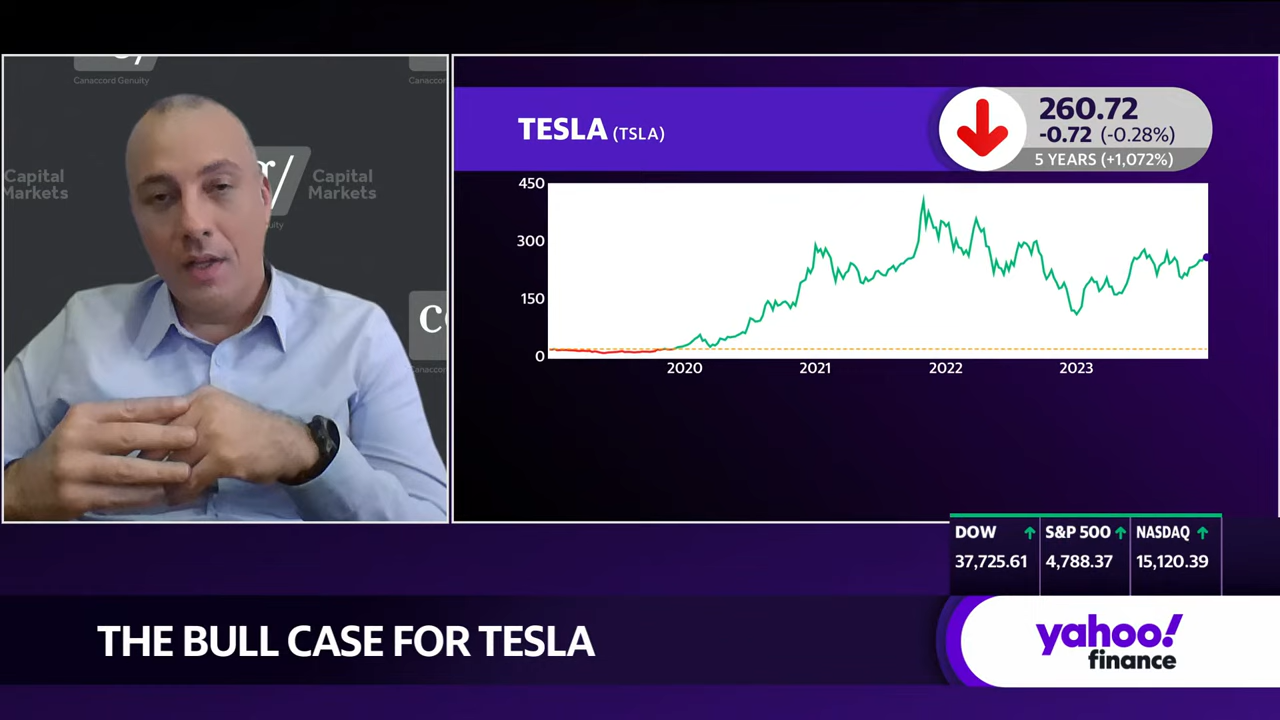 Canaccord Genuity
Canacco
Capital
Markets
Capital
Markets
TESLA (TSLA)
260.72
-0.72 (-0.28%)
5 YEARS (+1,072%)
450
300
150
0
2020
2021
2022
2023
DOW
37,725.61
S&P 500
4,788.37
NASDAQ
15,120.39
THE BULL CASE FOR TESLA
yahoo!
finance